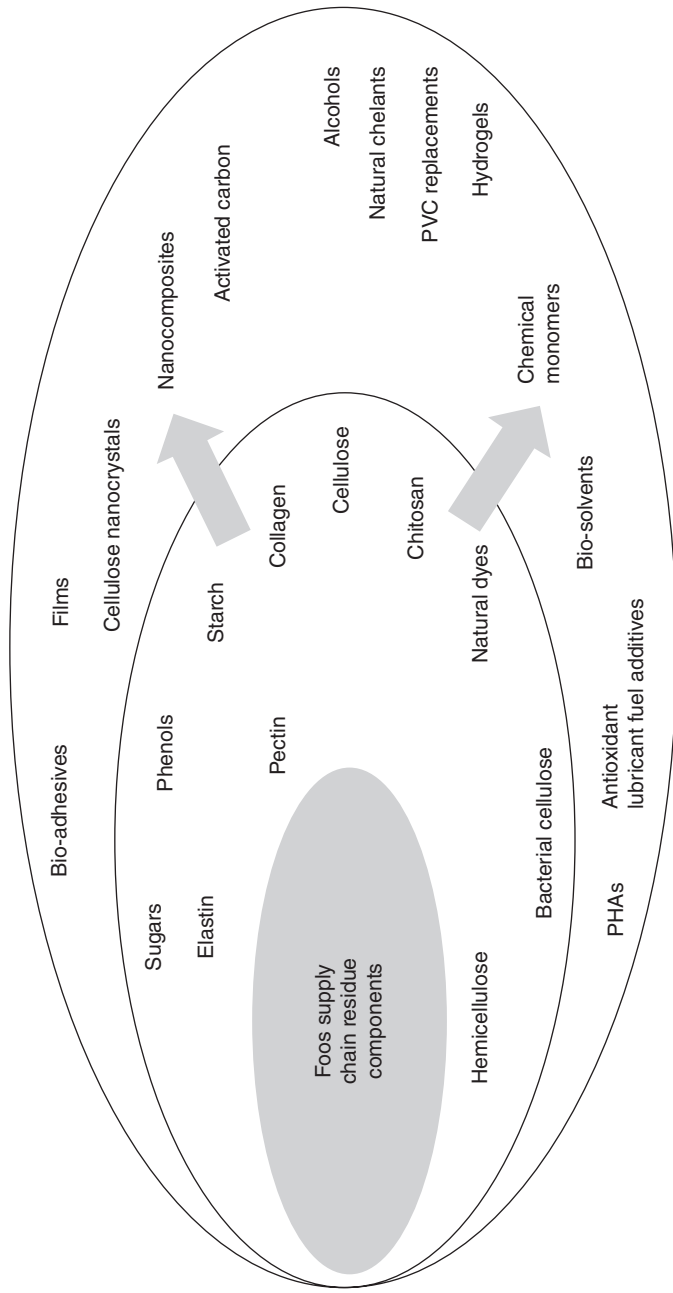 Bio-adhesives
Films
Cellulose nanocrystals
Nanocomposites
Activated carbon
Alcohols
Natural chelants
PVC replacements
Hydrogels
Chemical
monomers
Bio-solvents
Antioxidant
lubricant fuel additives
PHAs
Sugars
Elastin
Phenols
Pectin
Starch
Collagen
Cellulose
Chitosan
Natural dyes
Bacterial cellulose
Hemicellulose
Foos supply
chain residue
components